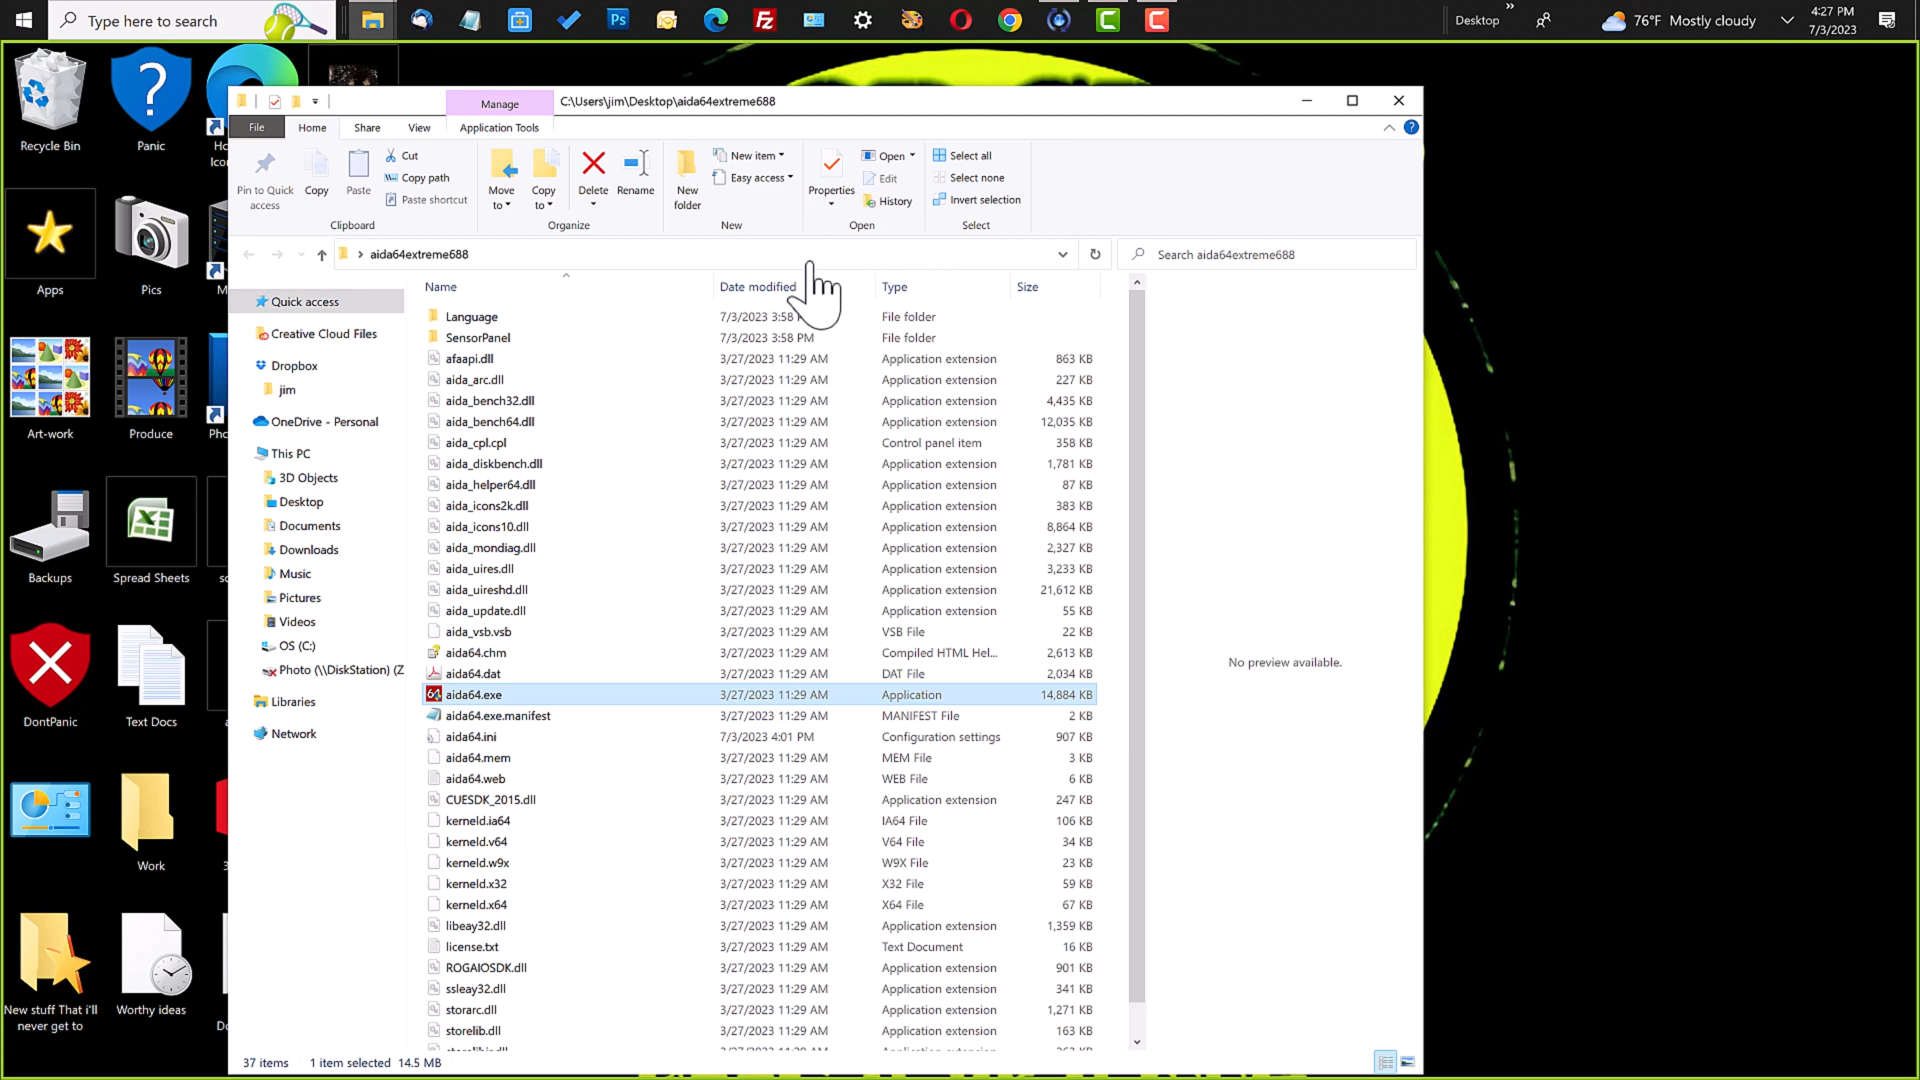 Type here to search
Ps
Fz
Desktop
»
76°F Mostly cloudy
4:27 PM
7/3/2023
Recycle Bin
Panic
Apps
Pics
Art-work
Produce
Backups
Spread Sheets
DontPanic
Text Docs
Work
New stuff That i'll
never get to
Worthy ideas
Manage
C:\Users\jim\Desktop\aida64extreme688
File
Home
Share
View
Application Tools
Pin to Quick
access
Copy
Paste
Cut
Copy path
Paste shortcut
Clipboard
Move
to
Copy
to
Delete
Rename
Organize
New
folder
New item
Easy access
New
Properties
Open
Edit
History
Open
Select all
Select none
Invert selection
Select
aida64extreme688
Search aida64extreme688
Quick access
Creative Cloud Files
Dropbox
jim
OneDrive - Personal
This PC
3D Objects
Desktop
Documents
Downloads
Music
Pictures
Videos
OS (C:)
Photo (\\DiskStation) (Z
Libraries
Network
Name Date modified Type Size
Language 7/3/2023 3:58 File folder
SensorPanel 7/3/2023 3:58 PM File folder
afaapi.dll 3/27/2023 11:29 AM Application extension 863 KB
aida_arc.dll 3/27/2023 11:29 AM Application extension 227 KB
aida_bench32.dll 3/27/2023 11:29 AM Application extension 4,435 KB
aida_bench64.dll 3/27/2023 11:29 AM Application extension 12,035 KB
aida_cpl.cpl 3/27/2023 11:29 AM Control panel item 358 KB
aida_diskbench.dll 3/27/2023 11:29 AM Application extension 1,781 KB
aida_helper64.dll 3/27/2023 11:29 AM Application extension 87 KB
aida_icons2k.dll 3/27/2023 11:29 AM Application extension 383 KB
aida_icons10.dll 3/27/2023 11:29 AM Application extension 8,864 KB
aida_mondiag.dll 3/27/2023 11:29 AM Application extension 2,327 KB
aida_uires.dll 3/27/2023 11:29 AM Application extension 3,233 KB
aida_uireshd.dll 3/27/2023 11:29 AM Application extension 21,612 KB
aida_update.dll 3/27/2023 11:29 AM Application extension 55 KB
aida_vsb.vsb 3/27/2023 11:29 AM VSB File 22 KB
aida64.chm 3/27/2023 11:29 AM Compiled HTML Hel... 2,613 KB
aida64.dat 3/27/2023 11:29 AM DAT File 2,034 KB
64 aida64.exe 3/27/2023 11:29 AM Application 14,884 KB
aida64.exe.manifest 3/27/2023 11:29 AM MANIFEST File 2 KB
aida64.ini 7/3/2023 4:01 PM Configuration settings 907 KB
aida64.mem 3/27/2023 11:29 AM MEM File 3 KB
aida64.web 3/27/2023 11:29 AM WEB File 6 KB
CUESDK_2015.dll 3/27/2023 11:29 AM Application extension 247 KB
kerneld.ia64 3/27/2023 11:29 AM IA64 File 106 KB
kerneld.v64 3/27/2023 11:29 AM V64 File 34 KB
kerneld.w9x 3/27/2023 11:29 AM W9X File 23 KB
kerneld.x32 3/27/2023 11:29 AM X32 File 59 KB
kerneld.x64 3/27/2023 11:29 AM X64 File 67 KB
libeay32.dll 3/27/2023 11:29 AM Application extension 1,359 KB
license.txt 3/27/2023 11:29 AM Text Document 16 KB
ROGAIOSDK.dll 3/27/2023 11:29 AM Application extension 901 KB
ssleay32.dll 3/27/2023 11:29 AM Application extension 341 KB
storarc.dll 3/27/2023 11:29 AM Application extension 1,271 KB
storelib.dll 3/27/2023 11:29 AM Application extension 163 KB
No preview available.
37 items 1 item selected 14.5 MB